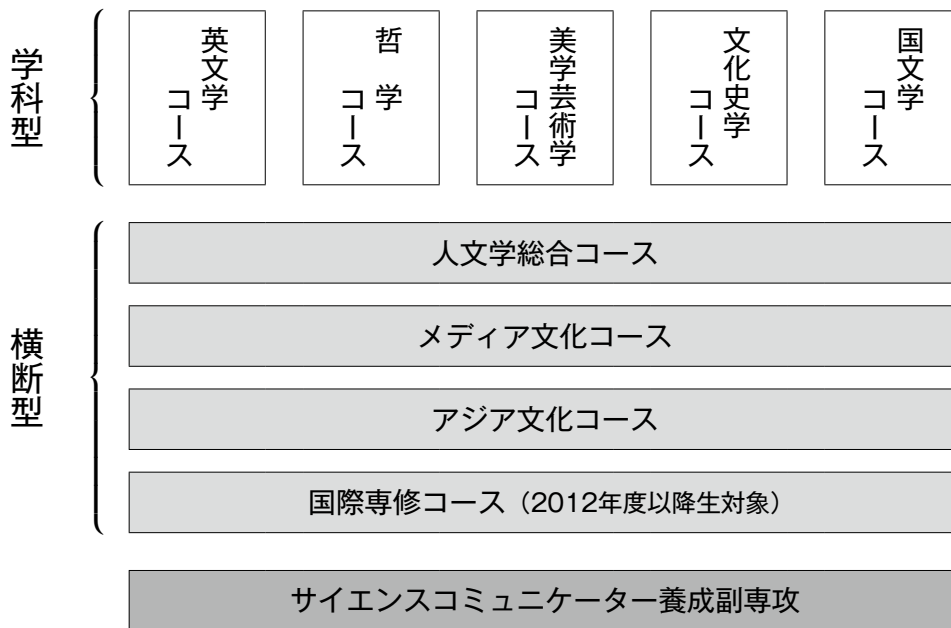 学科型
英文学
コース
哲学
コース
美学芸術学
コース
文化史学
コース
国文学
コース
横断型
人文学総合コース
メディア文化コース
アジア文化コース
国際専修コース（2012年度以降生対象）
サイエンスコミュニケーター養成副専攻